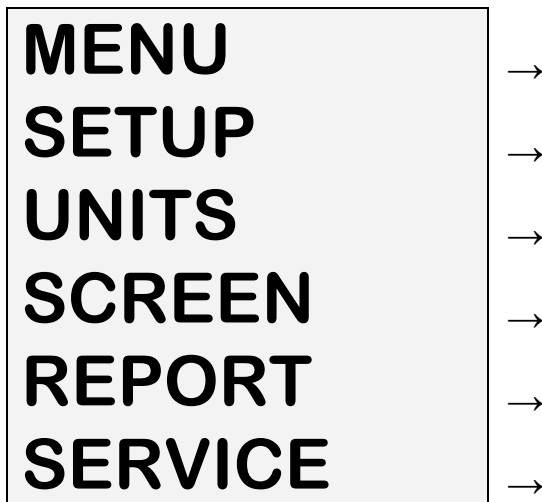 MENU →
SETUP →
UNITS →
SCREEN →
REPORT →
SERVICE →